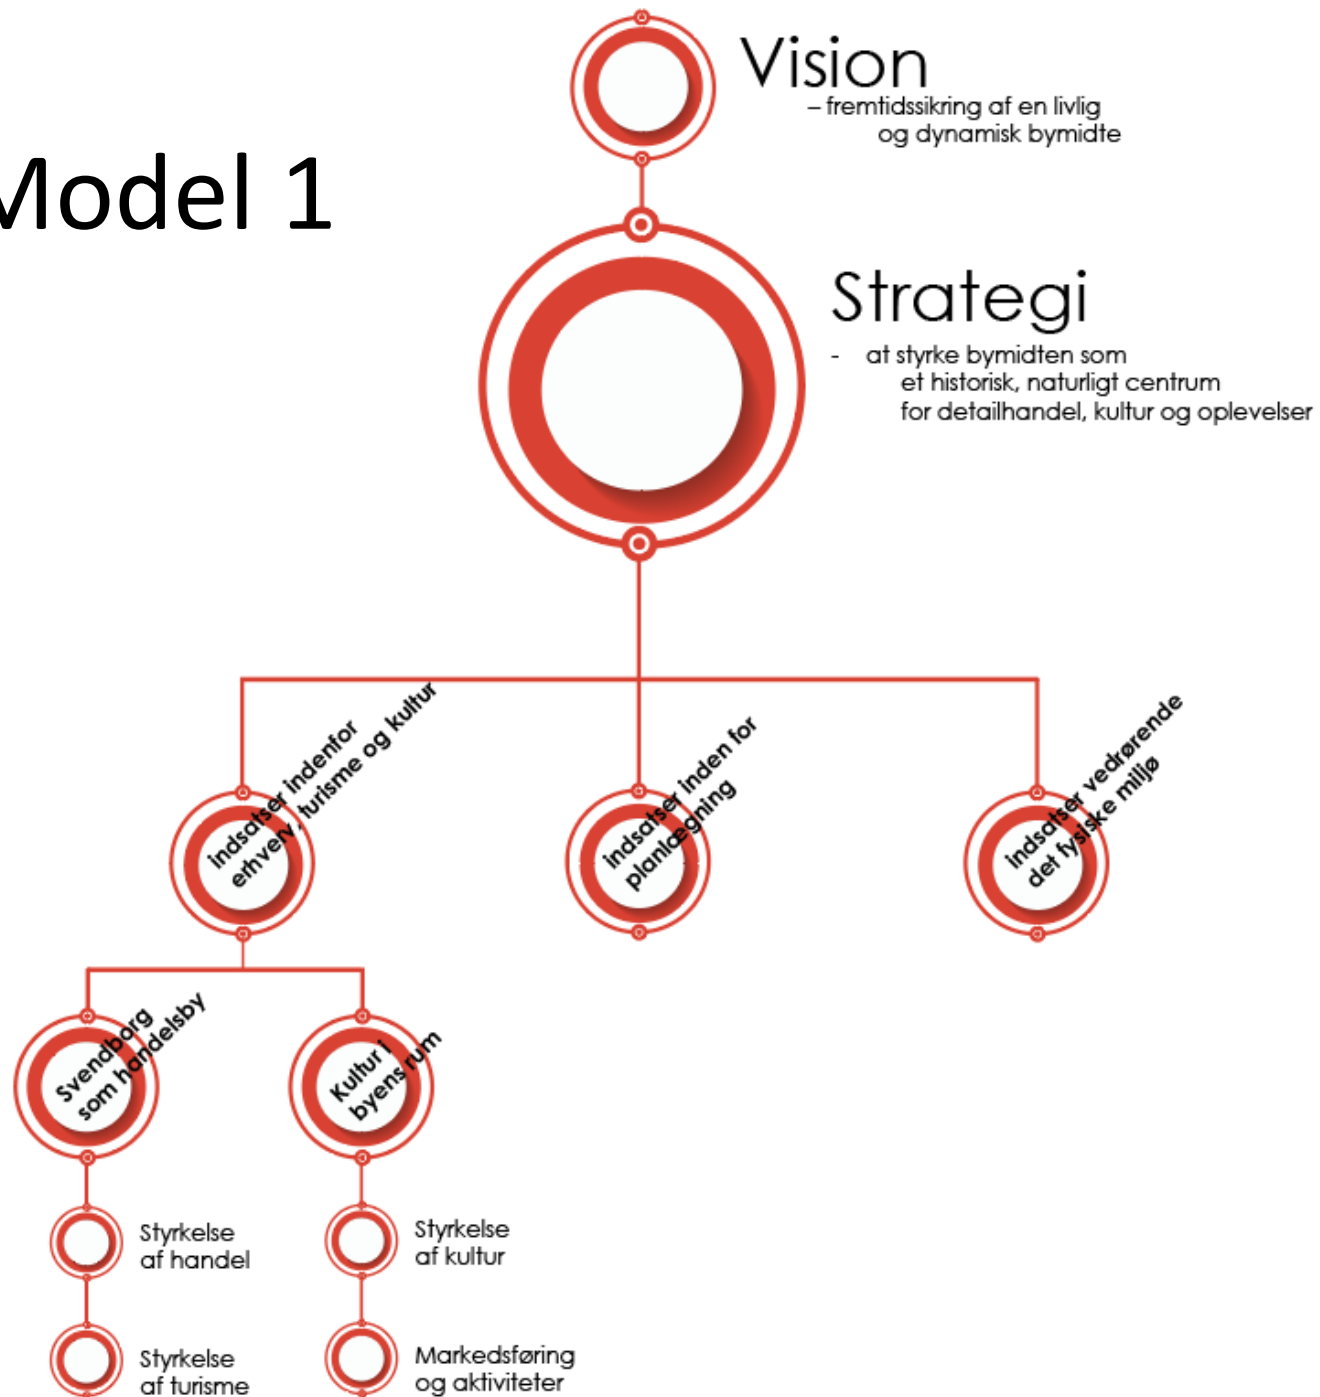 Vision
– fremtidssikring af en livlig
og dynamisk bymidte
Model 1
Strategi
- at styrke bymidten som
et historisk, naturligt centrum
for detailhandel, kultur og oplevelser
indsatser indenfor
erhverv, turisme og kultur
indsatser inden for
planlægning
indsatser vedrørende
det fysiske miljø
Svendborg
som handelsby
Kultur i
byens rum
Styrkelse
af handel
Styrkelse
af kultur
Styrkelse
af turisme
Markedsføring
og aktiviteter